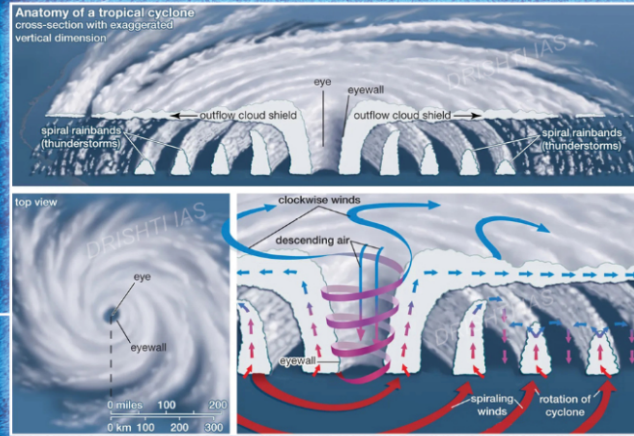 Anatomy of a tropical cyclone
cross-section with exaggerated
vertical dimension
DRISHTI IAS
eye
eyewall
outflow cloud shield
outflow cloud shield
spiral rainbands
(thunderstorms)
spiral rainbands
(thunderstorms)
top view
DRISHTI IAS
eye
eyewall
0 miles 100 200
0 km 100 200 300
clockwise winds
DRISHTI IAS
descending air
eyewall
spiraling
winds
rotation of
cyclone